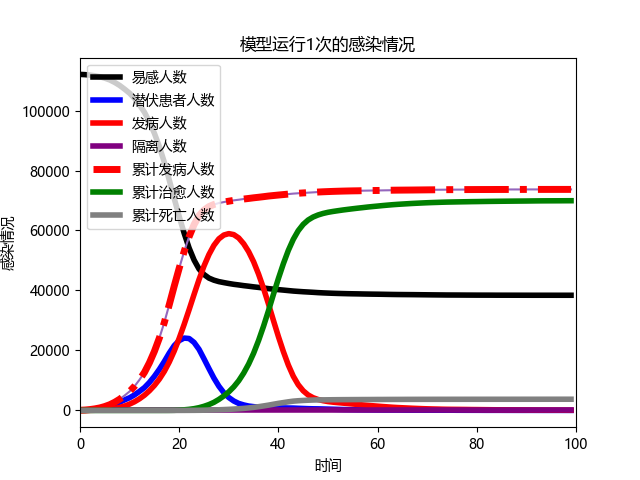 模型运行1次的感染情况
感染情况
100000
80000
60000
40000
20000
0
易感人数
潜伏患者人数
发病人数
隔离人数
累计发病人数
累计治愈人数
累计死亡人数
0 20 40 60 80 100
时间